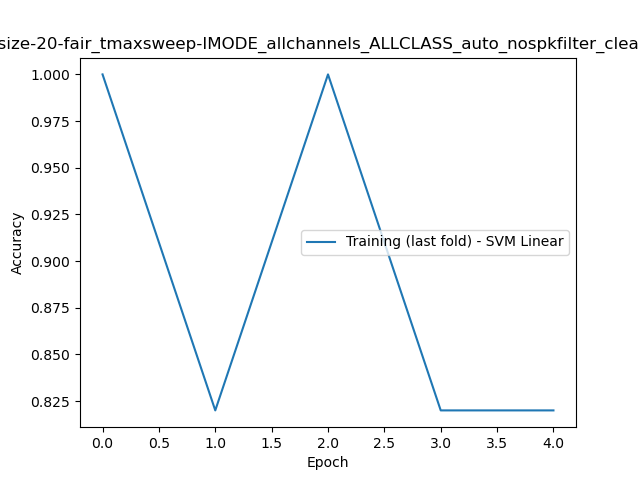 size-20-fair_tmaxsweep-IMODE_allchannels_ALLCLASS_auto_nospkfilter_clea
1.000
0.975
0.950
0.925
0.900
0.875
0.850
0.825
Accuracy
Training (last fold) - SVM Linear
0.0 0.5 1.0 1.5 2.0 2.5 3.0 3.5 4.0
Epoch